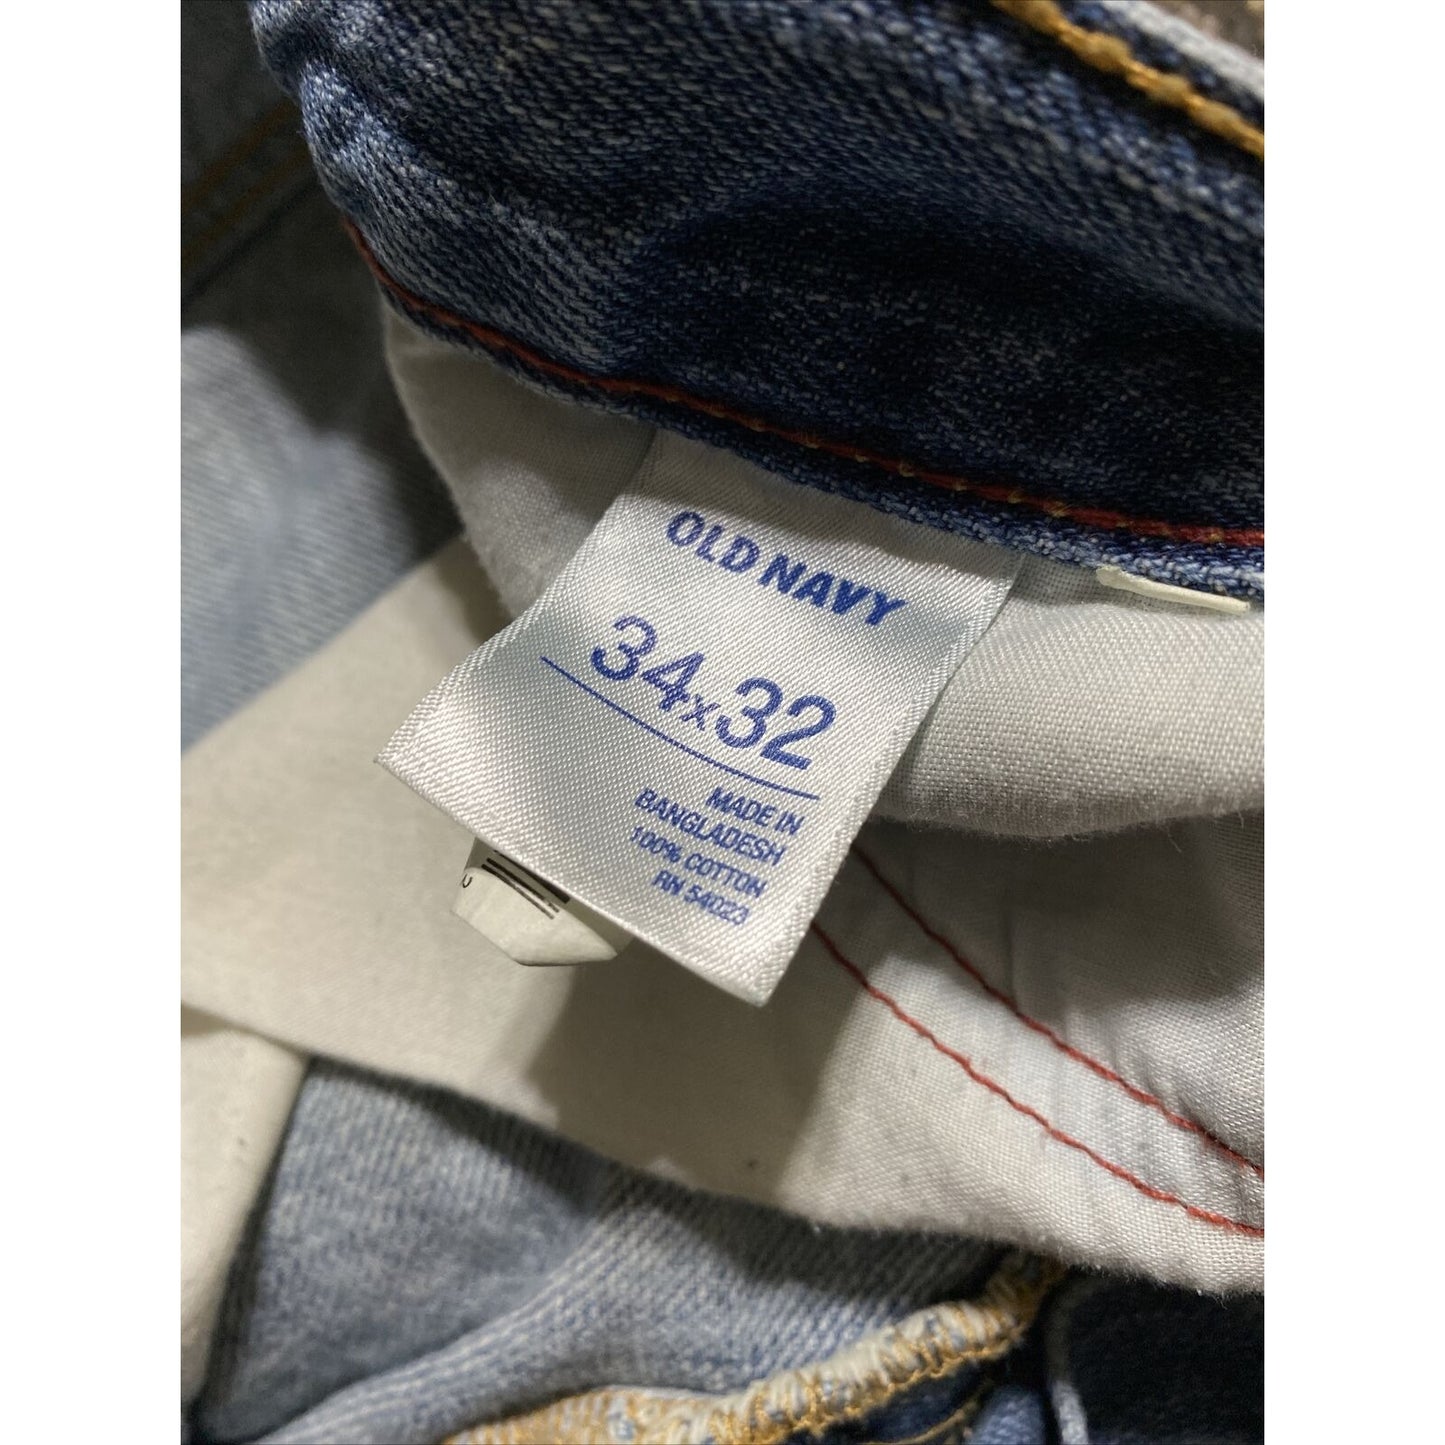 OLD NAVY
34x32
MADE IN
BANGLADESH
100% COTTON
RN 54023